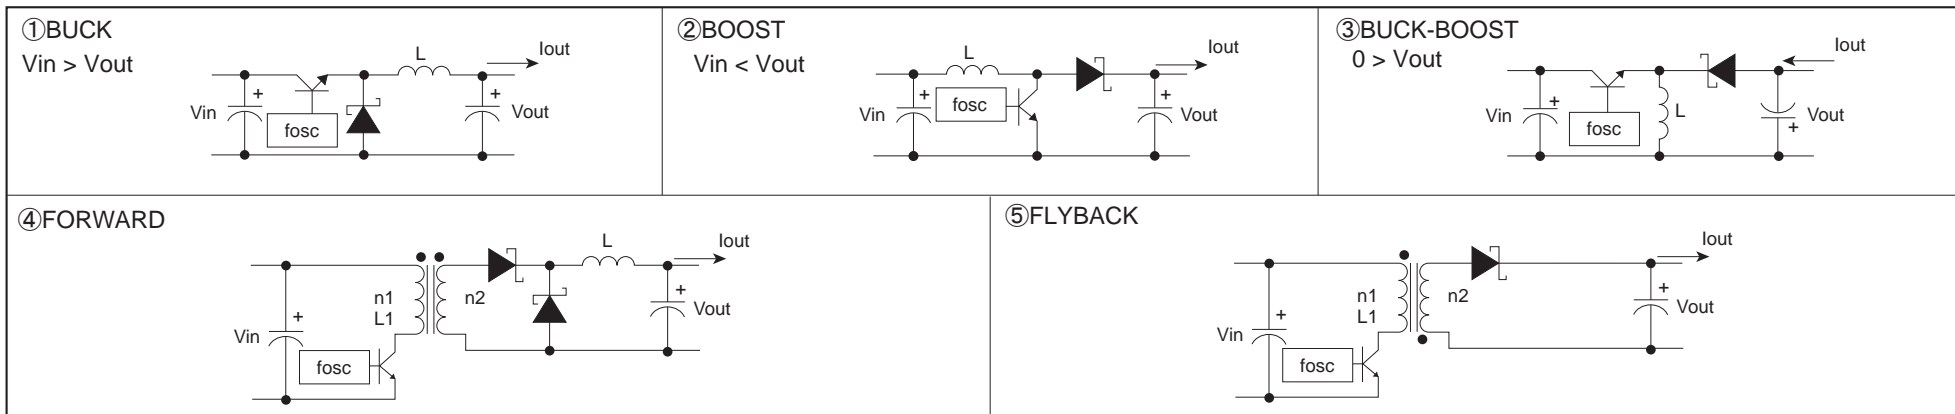 ①BUCK
Vin > Vout
L
Iout
Vin
+
fosc
+
Vout
②BOOST
Vin < Vout
L
Iout
Vin
+
fosc
+
Vout
③BUCK-BOOST
0 > Vout
Iout
Vin
+
fosc
L
Vout
+
④FORWARD
L
Iout
n1
L1
n2
Vin
+
fosc
+
Vout
⑤FLYBACK
Iout
n1
L1
n2
Vin
+
fosc
+
Vout